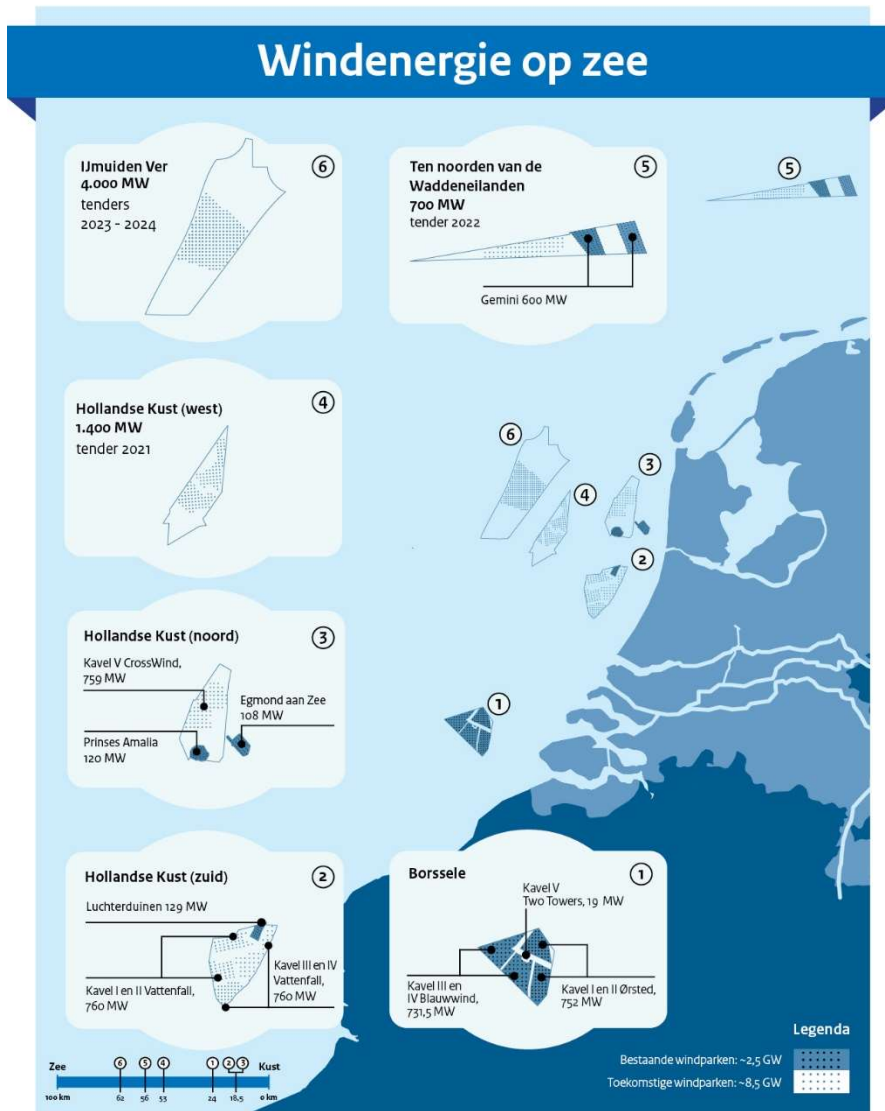 Windenergie op zee
IJmuiden Ver
4.000 MW
tenders
2023 - 2024
6
Ten noorden van de
Waddeneilanden
700 MW
tender 2022
5
Gemini 600 MW
5
Hollandse Kust (west)
1.400 MW
tender 2021
4
6
4
3
2
1
Hollandse Kust (noord)
3
Kavel V CrossWind,
759 MW
Egmond aan Zee
108 MW
Prinses Amalia
120 MW
Hollandse Kust (zuid)
2
Luchterduinen 129 MW
Kavel I en II Vattenfall,
760 MW
Kavel III en IV
Vattenfall,
760 MW
Borssele
1
Kavel V
Two Towers, 19 MW
Kavel III en
IV Blauwwind,
731,5 MW
Kavel I en II Ørsted,
752 MW
Zee
6
5
4
1
2
3
Kust
100 km
62
56
53
24
18,5
0 km
Legenda
Bestaande windparken: ~2,5 GW
Toekomstige windparken: ~8,5 GW